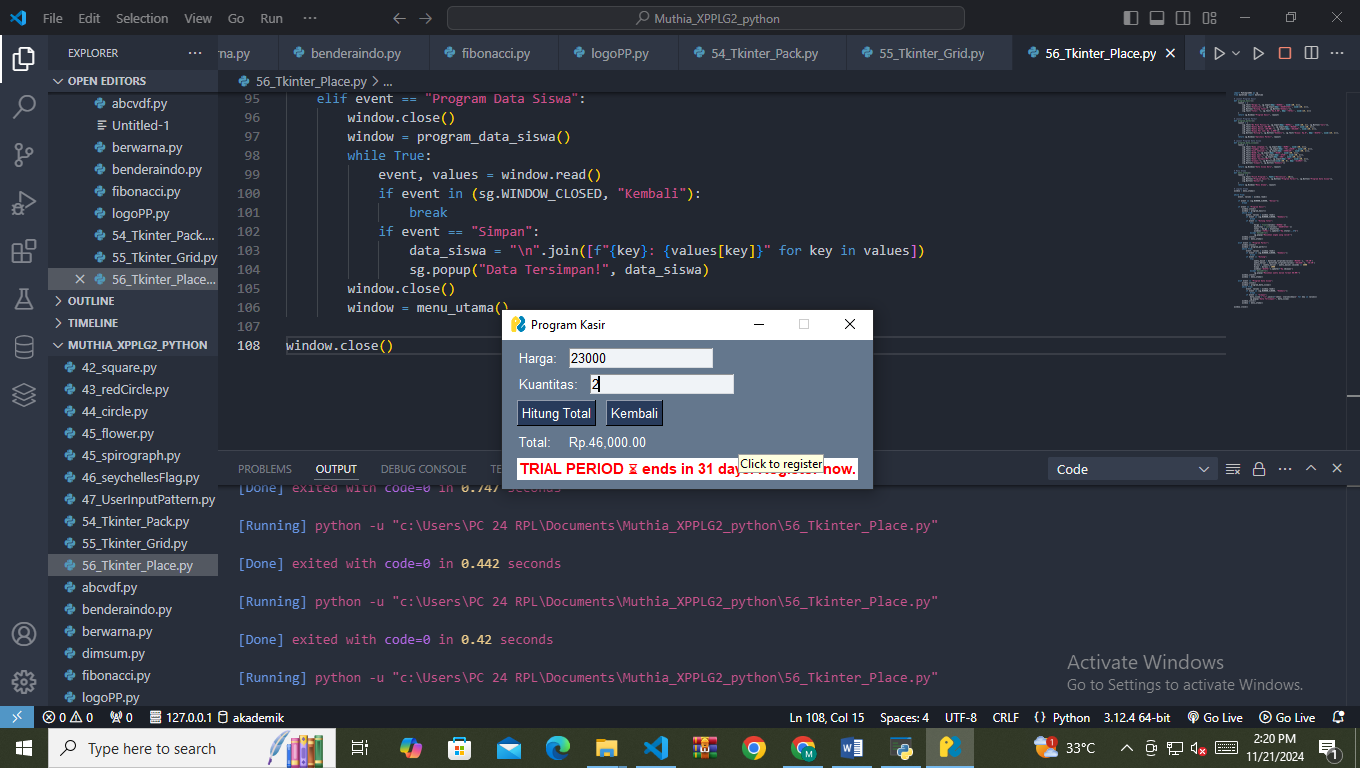 File Edit Selection View Go Run ··· Muthia_XPPLG2_python
EXPLORER ···
OPEN EDITORS
abcvdf.py
Untitled-1
berwarna.py
benderaindo.py
fibonacci.py
logoPP.py
54_Tkinter_Pack....
55_Tkinter_Grid.py
56_Tkinter_Place...
OUTLINE
TIMELINE
MUTHIA_XPPLG2_PYTHON
42_square.py
43_redCircle.py
44_circle.py
45_flower.py
45_spirograph.py
46_seychellesFlag.py
47_UserInputPattern.py
54_Tkinter_Pack.py
55_Tkinter_Grid.py
56_Tkinter_Place.py
abcvdf.py
benderaindo.py
berwarna.py
dimsum.py
fibonacci.py
logoPP.py
rna.py benderaindo.py fibonacci.py logoPP.py 54_Tkinter_Pack.py 55_Tkinter_Grid.py 56_Tkinter_Place.py
56_Tkinter_Place.py > ...
95 elif event == "Program Data Siswa":
96 window.close()
97 window = program_data_siswa()
98 while True:
99 event, values = window.read()
100 if event in (sg.WINDOW_CLOSED, "Kembali"):
101 break
102 if event == "Simpan":
103 data_siswa = "\n".join([f"{key}: {values[key]}" for key in values])
104 sg.popup("Data Tersimpan!", data_siswa)
105 window.close()
106 window = menu_utama()
107
108 window.close()
Program Kasir
Harga: 23000
Kuantitas: 2
Hitung Total Kembali
Total: Rp.46,000.00
TRIAL PERIOD ⌛ ends in 31 days. now.
Click to register
PROBLEMS OUTPUT DEBUG CONSOLE TE Code
[Done] exited with code=0 in 0.747 seconds
[Running] python -u "c:\Users\PC 24 RPL\Documents\Muthia_XPPLG2_python\56_Tkinter_Place.py"
[Done] exited with code=0 in 0.442 seconds
[Running] python -u "c:\Users\PC 24 RPL\Documents\Muthia_XPPLG2_python\56_Tkinter_Place.py"
[Done] exited with code=0 in 0.42 seconds
[Running] python -u "c:\Users\PC 24 RPL\Documents\Muthia_XPPLG2_python\56_Tkinter_Place.py"
Activate Windows
Go to Settings to activate Windows.
0 0 0 127.0.0.1 akademik Ln 108, Col 15 Spaces: 4 UTF-8 CRLF {} Python 3.12.4 64-bit Go Live Go Live
Type here to search 33°C 2:20 PM
11/21/2024